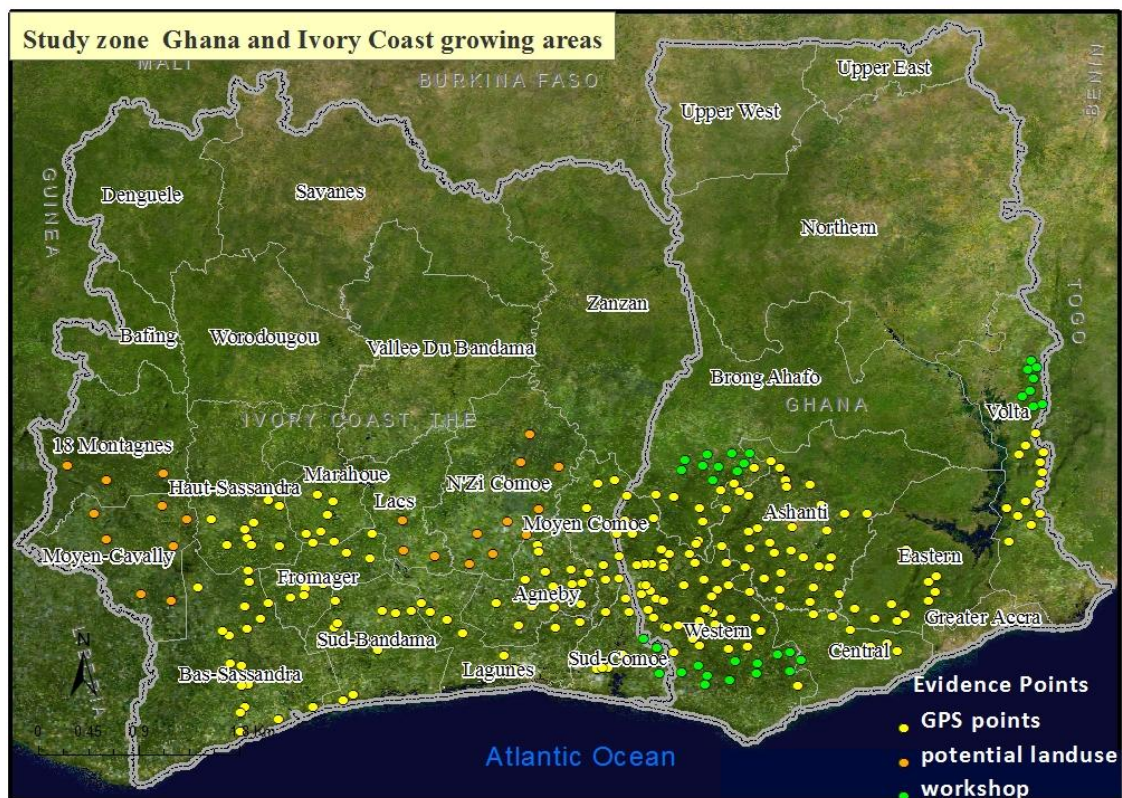 Study zone Ghana and Ivory Coast growing areas
MALI
BURKINA FASO
BENIN
GUINEA
TOGO
Upper East
Upper West
Denguele
Savanes
Northern
Zanzan
Bafing
Worodougou
Vallee Du Bandama
Brong Ahafo
IVORY COAST, THE
GHANA
Volta
18 Montagnes
Marahoue
Haut-Sassandra
N'Zi Comoe
Lacs
Moyen Comoe
Ashanti
Moyen-Cavally
Eastern
Fromager
Agneby
Greater Accra
Sud-Bandama
Western
Central
Bas-Sassandra
Lagunes
Sud-Comoe
N
Evidence Points
GPS points
potential landuse
workshop
0 0.45 0.9 1.8 Km
Atlantic Ocean